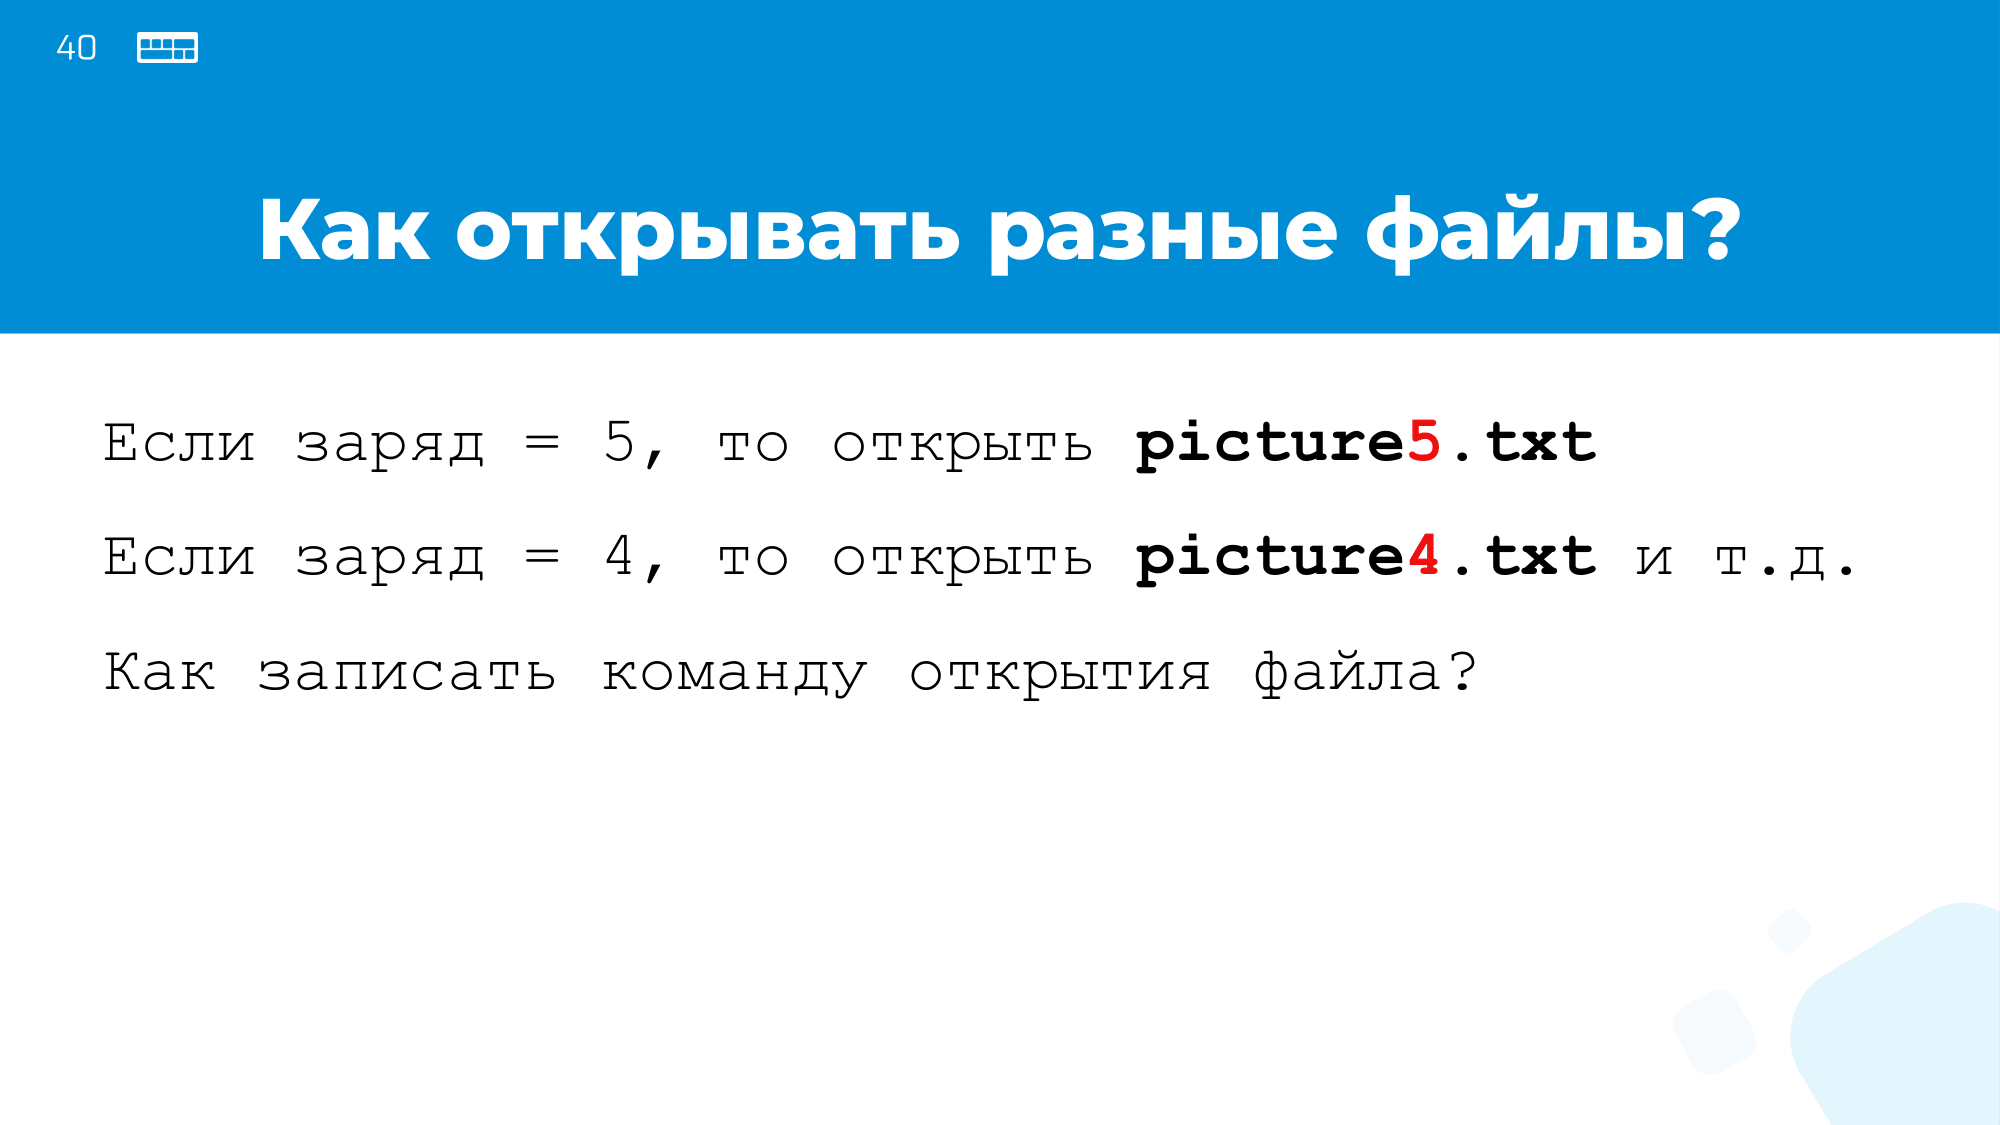 40
Как открывать разные файлы?
Если заряд = 5, то открыть picture5.txt
Если заряд = 4, то открыть picture4.txt и т.д.
Как записать команду открытия файла?